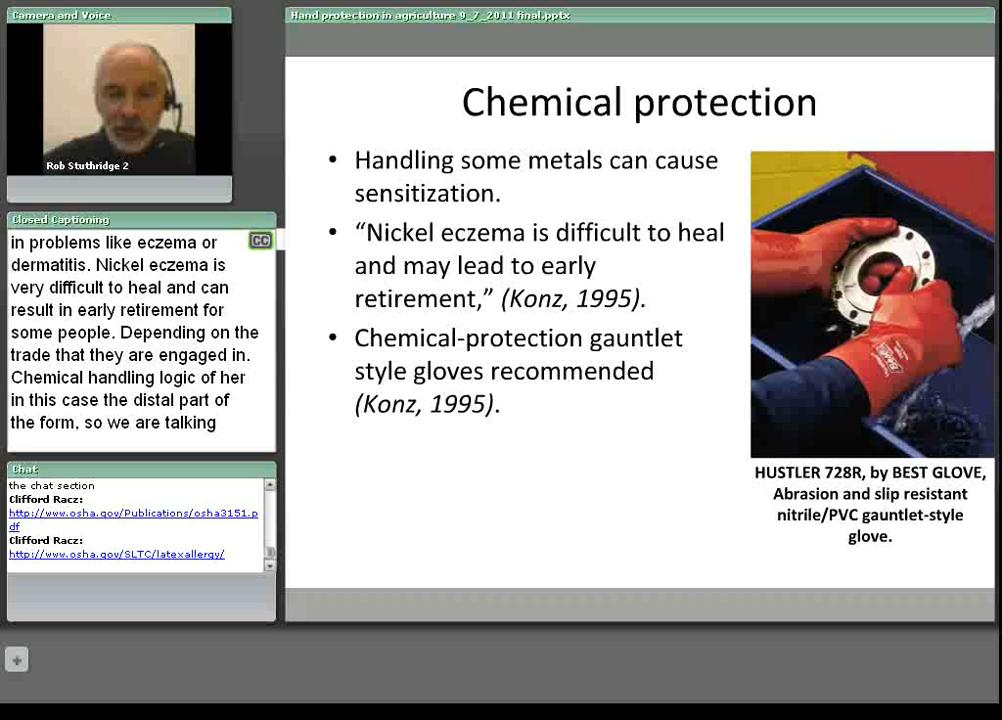 Camera and Voice
Rob Stuthridge 2
Closed Captioning
CC
in problems like eczema or
dermatitis. Nickel eczema is
very difficult to heal and can
result in early retirement for
some people. Depending on the
trade that they are engaged in.
Chemical handling logic of her
in this case the distal part of
the form, so we are talking
Chat
the chat section
Clifford Racz:
http://www.osha.gov/Publications/osha3151.p
df
Clifford Racz:
http://www.osha.gov/SLTC/latexallergy/
Hand protection in agriculture 9_7_2011 final.pptx
Chemical protection
• Handling some metals can cause
sensitization.
• “Nickel eczema is difficult to heal
and may lead to early
retirement,” (Konz, 1995).
• Chemical-protection gauntlet
style gloves recommended
(Konz, 1995).
HUSTLER 728R, by BEST GLOVE,
Abrasion and slip resistant
nitrile/PVC gauntlet-style
glove.